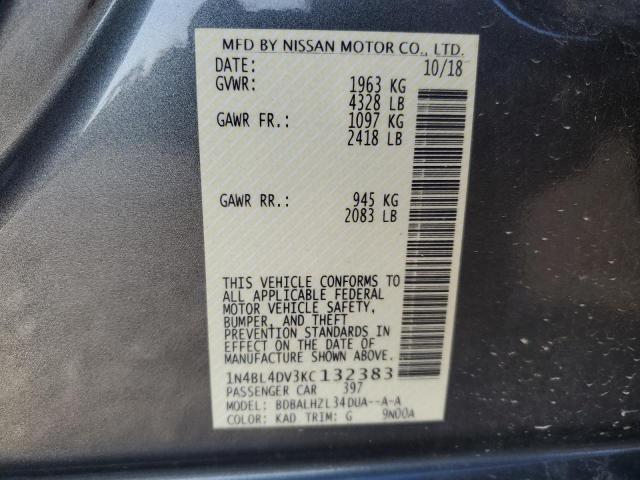 MFD BY NISSAN MOTOR CO., LTD.
DATE: 10/18
GVWR: 1963 KG
4328 LB
GAWR FR.: 1097 KG
2418 LB
GAWR RR.: 945 KG
2083 LB
THIS VEHICLE CONFORMS TO
ALL APPLICABLE FEDERAL
MOTOR VEHICLE SAFETY,
BUMPER, AND THEFT
PREVENTION STANDARDS IN
EFFECT ON THE DATE OF
MANUFACTURE SHOWN ABOVE.
1N4BL4DV3KC132383
PASSENGER CAR 397
MODEL: BDBALHZL34DUA--A-A
COLOR: KAD TRIM: G 9N00A